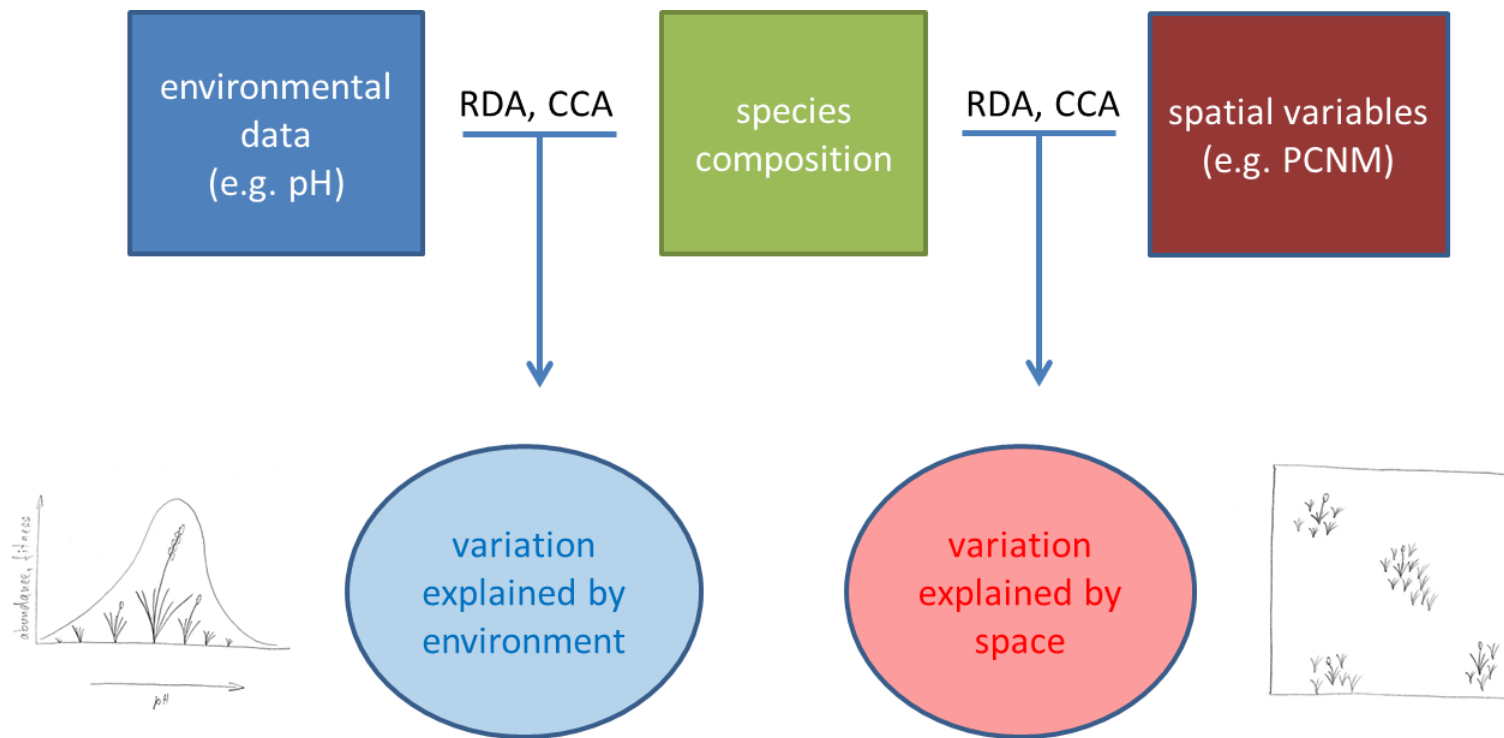 environmental
data
(e.g. pH)
RDA, CCA
species
composition
RDA, CCA
spatial variables
(e.g. PCNM)
abundance, fitness
pH
variation
explained by
environment
variation
explained by
space